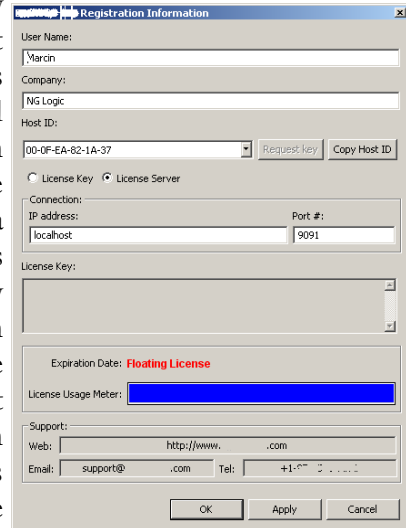 Registration Information
User Name:
Marcin
Company:
NG Logic
Host ID:
00-0F-EA-82-1A-37 Request key Copy Host ID
License Key License Server
Connection:
IP address: Port #:
localhost 9091
License Key:
Expiration Date: Floating License
License Usage Meter:
Support:
Web: http://www. .com
Email: support@ .com Tel: +1-
OK Apply Cancel